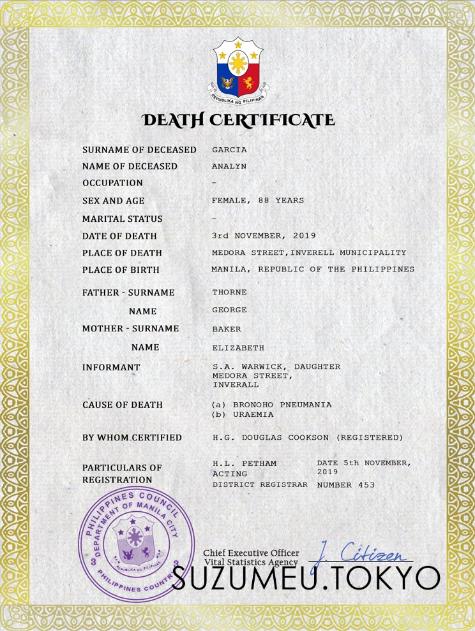 REPUBLIKA NG PILIPINAS
DEATH CERTIFICATE
SURNAME OF DECEASED GARCIA
NAME OF DECEASED ANALYN
OCCUPATION –
SEX AND AGE FEMALE, 88 YEARS
MARITAL STATUS –
DATE OF DEATH 3rd NOVEMBER, 2019
PLACE OF DEATH MEDORA STREET,INVERELL MUNICIPALITY
PLACE OF BIRTH MANILA, REPUBLIC OF THE PHILIPPINES
FATHER - SURNAME THORNE
NAME GEORGE
MOTHER - SURNAME BAKER
NAME ELIZABETH
INFORMANT S.A. WARWICK, DAUGHTER
MEDORA STREET,
INVERALL
CAUSE OF DEATH (a) BRONOHO PNEUMANIA
(b) URAEMIA
BY WHOM CERTIFIED H.G. DOUGLAS COOKSON (REGISTERED)
PARTICULARS OF REGISTRATION H.L. PETHAM DATE 5th NOVEMBER,
ACTING 2019
DISTRICT REGISTRAR NUMBER 453
PHILIPPINES COUNCIL
DEPARTMENT OF MANILA CITY
3
PHILIPPINES COUNTRY
Chief Executive Officer
Vital Statistics Agency
J. Citizen
SUZUMEU.TOKYO